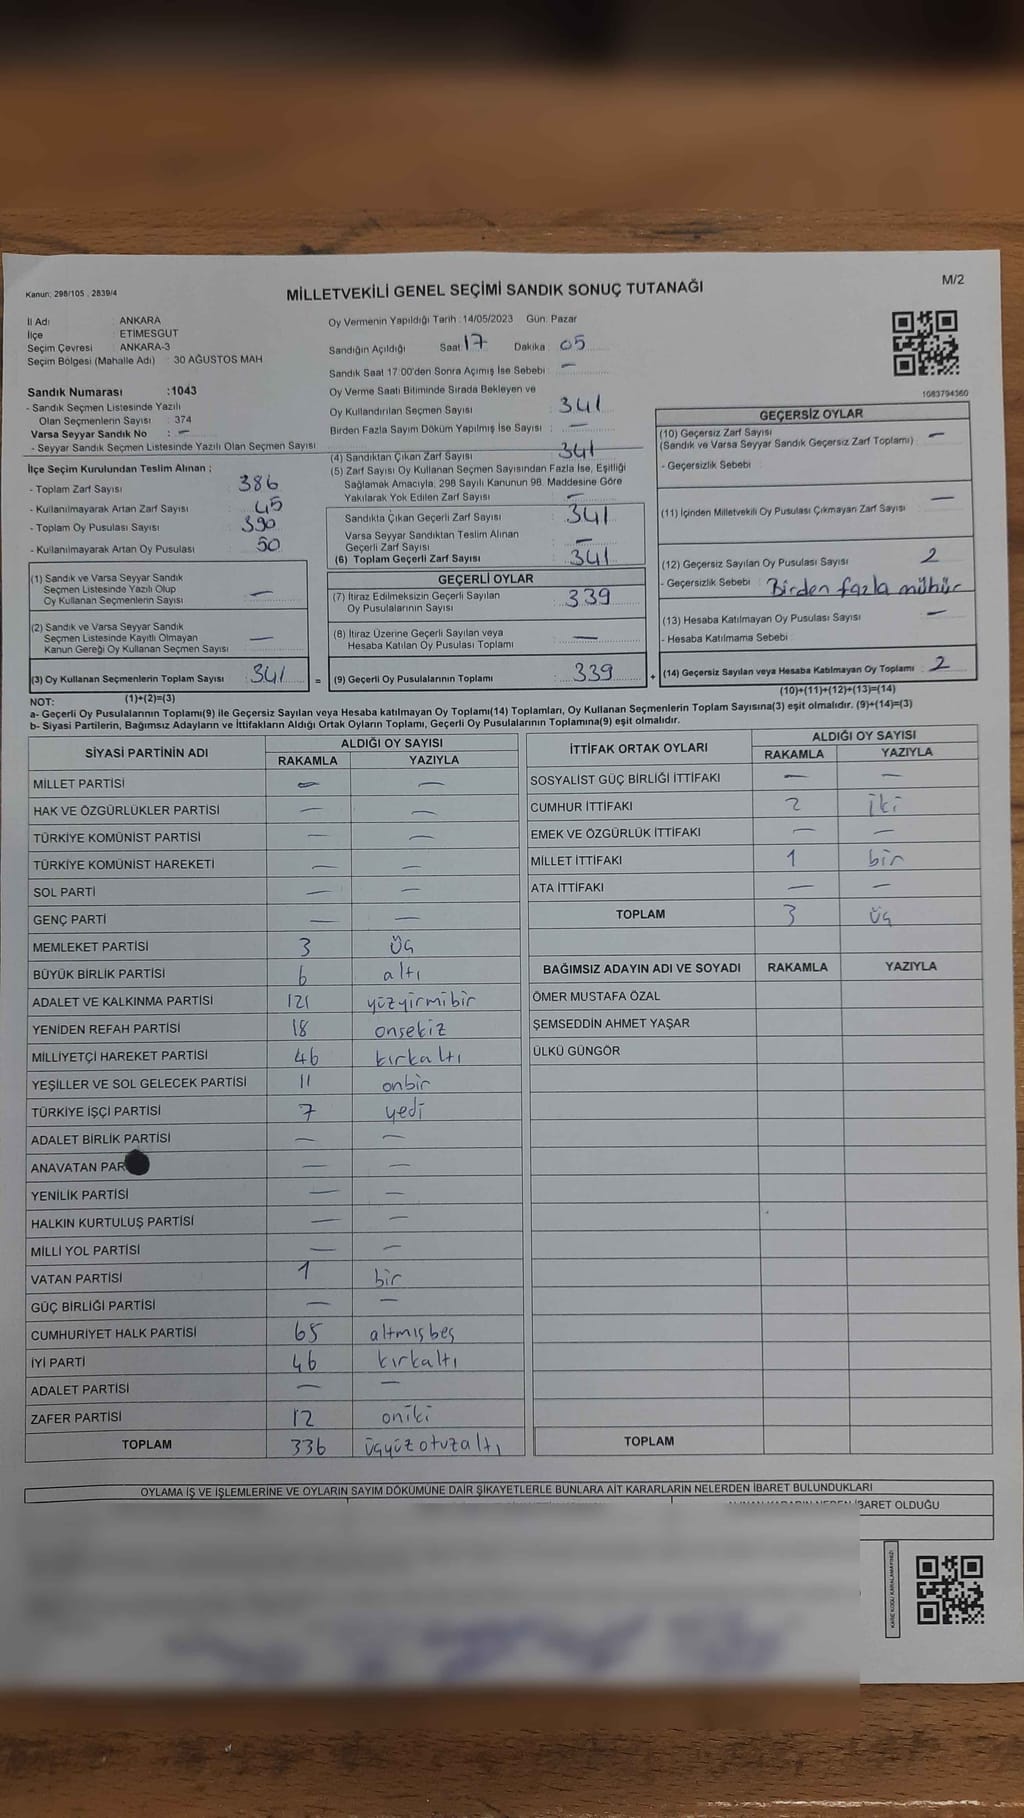 Kanun: 298/105 , 2839/4
MİLLETVEKİLİ GENEL SEÇİMİ SANDIK SONUÇ TUTANAĞI
M/2
İl Adı : ANKARA
İlçe : ETİMESGUT
Seçim Çevresi : ANKARA-3
Seçim Bölgesi (Mahalle Adı) : 30 AĞUSTOS MAH
Sandık Numarası :1043
- Sandık Seçmen Listesinde Yazılı
Olan Seçmenlerin Sayısı : 374
Varsa Seyyar Sandık No : —
- Seyyar Sandık Seçmen Listesinde Yazılı Olan Seçmen Sayısı
İlçe Seçim Kurulundan Teslim Alınan ;
- Toplam Zarf Sayısı : 386
- Kullanılmayarak Artan Zarf Sayısı : 45
- Toplam Oy Pusulası Sayısı : 390
- Kullanılmayarak Artan Oy Pusulası : 50
(1) Sandık ve Varsa Seyyar Sandık
Seçmen Listesinde Yazılı Olup
Oy Kullanan Seçmenlerin Sayısı : —
(2) Sandık ve Varsa Seyyar Sandık
Seçmen Listesinde Kayıtlı Olmayan
Kanun Gereği Oy Kullanan Seçmen Sayısı : —
(3) Oy Kullanan Seçmenlerin Toplam Sayısı : 341 =
(1)+(2)=(3)
Oy Vermenin Yapıldığı Tarih : 14/05/2023 Gün: Pazar
Sandığın Açıldığı Saat 17 Dakika : 05
Sandık Saat 17:00'den Sonra Açımış İse Sebebi : —
Oy Verme Saati Bitiminde Sırada Bekleyen ve
Oy Kullandırılan Seçmen Sayısı : 341
Birden Fazla Sayım Döküm Yapılmış İse Sayısı : —
(4) Sandıktan Çıkan Zarf Sayısı : 341
(5) Zarf Sayısı Oy Kullanan Seçmen Sayısından Fazla İse, Eşitliği
Sağlamak Amacıyla, 298 Sayılı Kanunun 98. Maddesine Göre
Yakılarak Yok Edilen Zarf Sayısı : —
Sandıkta Çıkan Geçerli Zarf Sayısı : 341
Varsa Seyyar Sandıktan Teslim Alınan
Geçerli Zarf Sayısı : —
(6) Toplam Geçerli Zarf Sayısı : 341
GEÇERLİ OYLAR
(7) İtiraz Edilmeksizin Geçerli Sayılan
Oy Pusulalarının Sayısı : 339
(8) İtiraz Üzerine Geçerli Sayılan veya
Hesaba Katılan Oy Pusulası Toplamı : —
(9) Geçerli Oy Pusulalarının Toplamı : 339 +
1083794360
GEÇERSİZ OYLAR
(10) Geçersiz Zarf Sayısı : —
(Sandık ve Varsa Seyyar Sandık Geçersiz Zarf Toplamı)
- Geçersizlik Sebebi :
(11) İçinden Milletvekili Oy Pusulası Çıkmayan Zarf Sayısı : —
(12) Geçersiz Sayılan Oy Pusulası Sayısı : 2
- Geçersizlik Sebebi : Birden fazla mühür
(13) Hesaba Katılmayan Oy Pusulası Sayısı : —
- Hesaba Katılmama Sebebi :
(14) Geçersiz Sayılan veya Hesaba Katılmayan Oy Toplamı : 2
(10)+(11)+(12)+(13)=(14)
NOT:
a- Geçerli Oy Pusulalarının Toplamı(9) ile Geçersiz Sayılan veya Hesaba katılmayan Oy Toplamı(14) Toplamları, Oy Kullanan Seçmenlerin Toplam Sayısına(3) eşit olmalıdır. (9)+(14)=(3)
b- Siyasi Partilerin, Bağımsız Adayların ve İttifakların Aldığı Ortak Oyların Toplamı, Geçerli Oy Pusulalarının Toplamına(9) eşit olmalıdır.
SİYASİ PARTİNİN ADI ALDIĞI OY SAYISI
RAKAMLA YAZIYLA
MİLLET PARTİSİ — —
HAK VE ÖZGÜRLÜKLER PARTİSİ — —
TÜRKİYE KOMÜNİST PARTİSİ — —
TÜRKİYE KOMÜNİST HAREKETİ — —
SOL PARTİ — —
GENÇ PARTİ — —
MEMLEKET PARTİSİ 3 üç
BÜYÜK BİRLİK PARTİSİ 6 altı
ADALET VE KALKINMA PARTİSİ 121 yüzyirmibir
YENİDEN REFAH PARTİSİ 18 onsekiz
MİLLİYETÇİ HAREKET PARTİSİ 46 kırkaltı
YEŞİLLER VE SOL GELECEK PARTİSİ 11 onbir
TÜRKİYE İŞÇİ PARTİSİ 7 yedi
ADALET BİRLİK PARTİSİ — —
ANAVATAN PAR — —
YENİLİK PARTİSİ — —
HALKIN KURTULUŞ PARTİSİ — —
MİLLİ YOL PARTİSİ — —
VATAN PARTİSİ 1 bir
GÜÇ BİRLİĞİ PARTİSİ — —
CUMHURİYET HALK PARTİSİ 65 altmışbeş
İYİ PARTİ 46 kırkaltı
ADALET PARTİSİ — —
ZAFER PARTİSİ 12 oniki
TOPLAM 336 üçyüzotuzaltı
İTTİFAK ORTAK OYLARI ALDIĞI OY SAYISI
RAKAMLA YAZIYLA
SOSYALİST GÜÇ BİRLİĞİ İTTİFAKI — —
CUMHUR İTTİFAKI 2 iki
EMEK VE ÖZGÜRLÜK İTTİFAKI — —
MİLLET İTTİFAKI 1 bir
ATA İTTİFAKI — —
TOPLAM 3 üç
BAĞIMSIZ ADAYIN ADI VE SOYADI RAKAMLA YAZIYLA
ÖMER MUSTAFA ÖZAL
ŞEMSEDDİN AHMET YAŞAR
ÜLKÜ GÜNGÖR
TOPLAM
OYLAMA İŞ VE İŞLEMLERİNE VE OYLARIN SAYIM DÖKÜMÜNE DAİR ŞİKAYETLERLE BUNLARA AİT KARARLARIN NELERDEN İBARET BULUNDUKLARI
İBARET OLDUĞU